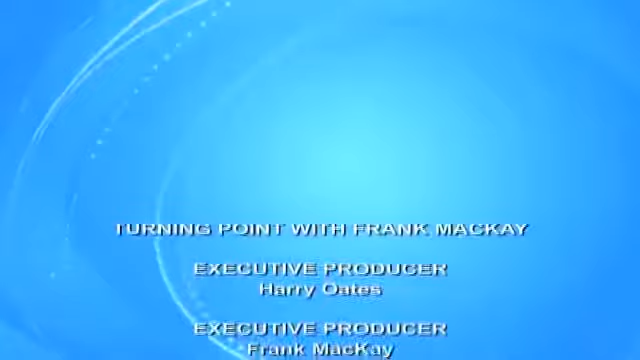 TURNING POINT WITH FRANK MACKAY
EXECUTIVE PRODUCER
Harry Oates
EXECUTIVE PRODUCER
Frank MacKay